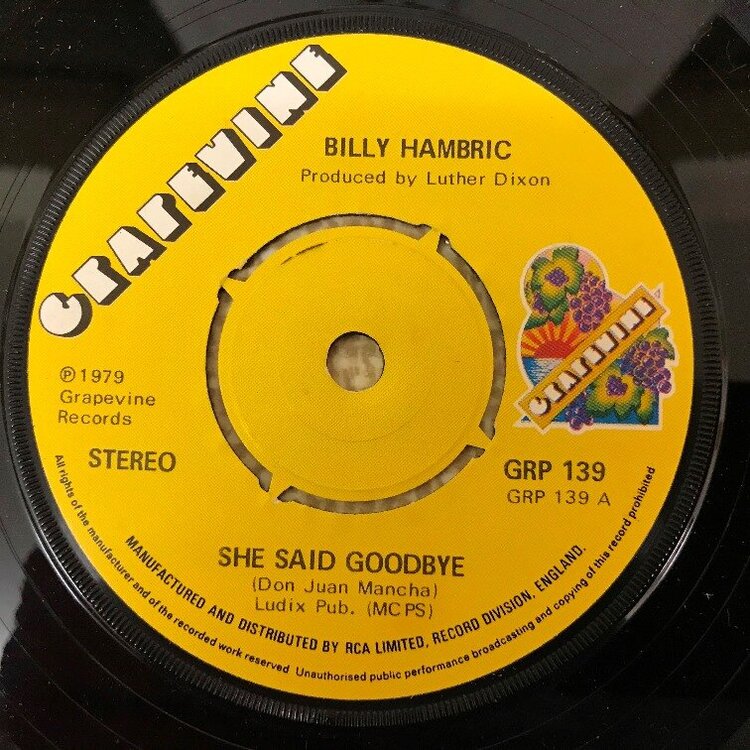 GRAPEVINE
BILLY HAMBRIC
Produced by Luther Dixon
GRAPEVINE
℗1979
Grapevine
Records
STEREO
GRP 139
GRP 139 A
SHE SAID GOODBYE
(Don Juan Mancha)
Ludix Pub. (MCPS)
MANUFACTURED AND DISTRIBUTED BY RCA LIMITED, RECORD DIVISION, ENGLAND.
All rights of the manufacturer and of the recorded work reserved Unauthorised public performance broadcasting and copying of this record prohibited